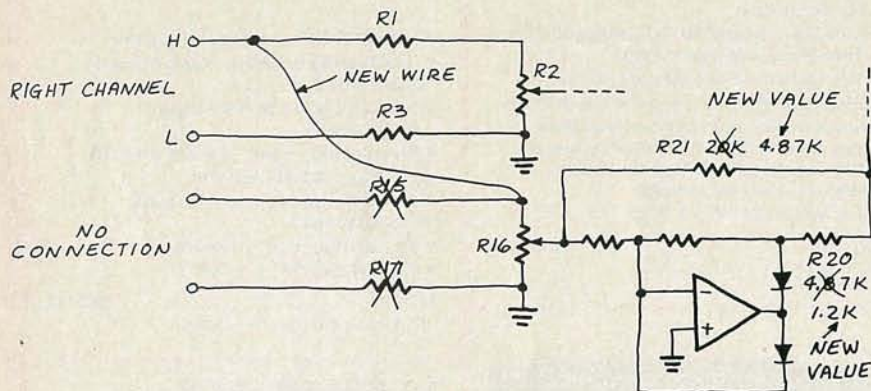 H
R1
NEW WIRE
R2
RIGHT CHANNEL
NEW VALUE
R3
R21 20K 4.87K
L
R15
NO CONNECTION
R16
R20
4.87K
R17
1.2K
NEW VALUE
-
+